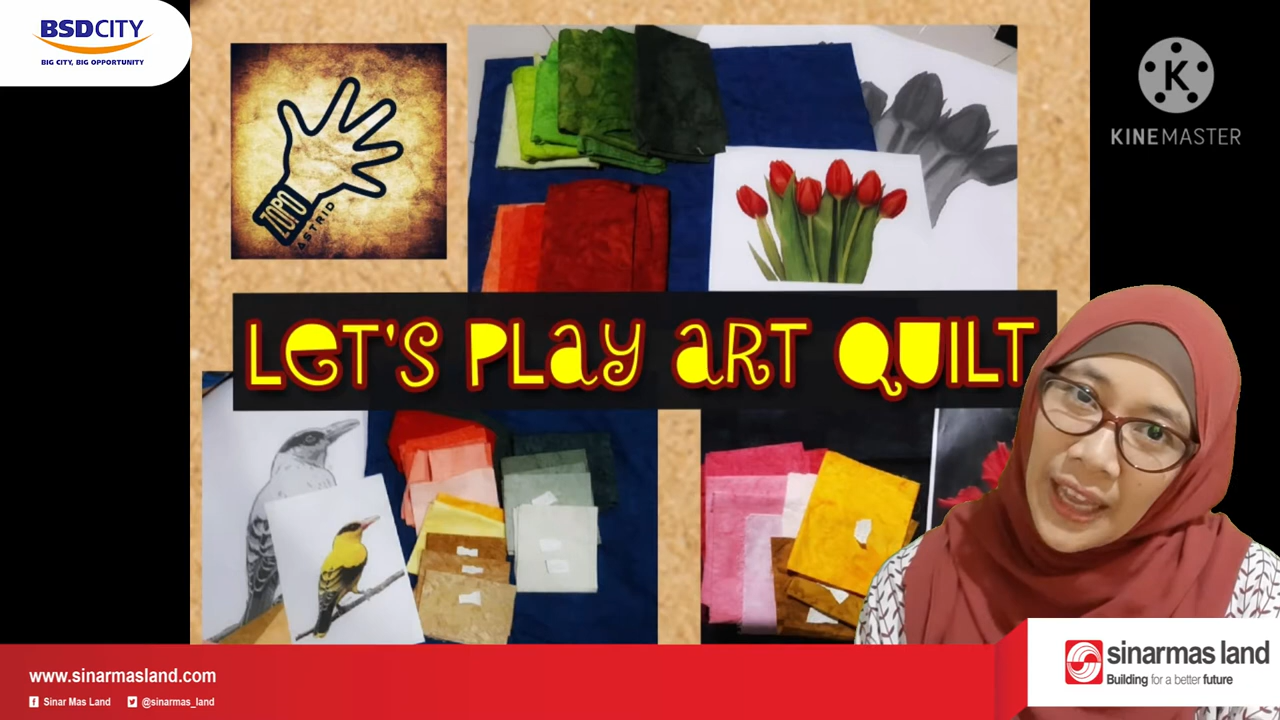 BSDCITY
BIG CITY, BIG OPPORTUNITY
ZOPO
ASTRID
K
KINEMASTER
LET'S PLAY ART QUILT
www.sinarmasland.com
Sinar Mas Land
@sinarmas_land
sinarmas land
Building for a better future